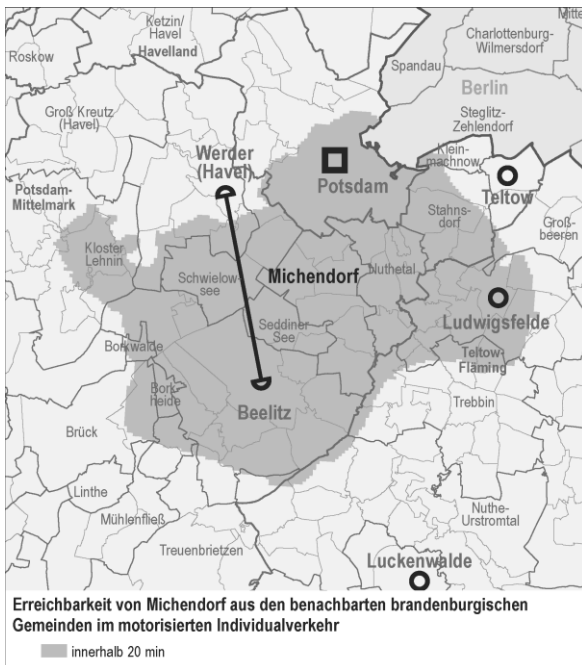 Ketzin/
Havel
Havelland
Roskow
Charlottenburg-
Wilmersdorf
Mitte
Spandau
Berlin
Steglitz-
Zehlendorf
Groß Kreutz
(Havel)
Werder
(Havel)
Klein-
machnow
Potsdam
Teltow
Potsdam-
Mittelmark
Stahns-
dorf
Groß-
beeren
Kloster
Lehnin
Schwielow-
see
Michendorf
Nuthetal
Ludwigsfelde
Seddiner
See
Borkwalde
Teltow-
Fläming
Bork-
heide
Beelitz
Trebbin
Brück
Linthe
Mühlenfließ
Nuthe-
Urstromtal
Treuenbrietzen
Luckenwalde
Erreichbarkeit von Michendorf aus den benachbarten brandenburgischen
Gemeinden im motorisierten Individualverkehr
innerhalb 20 min